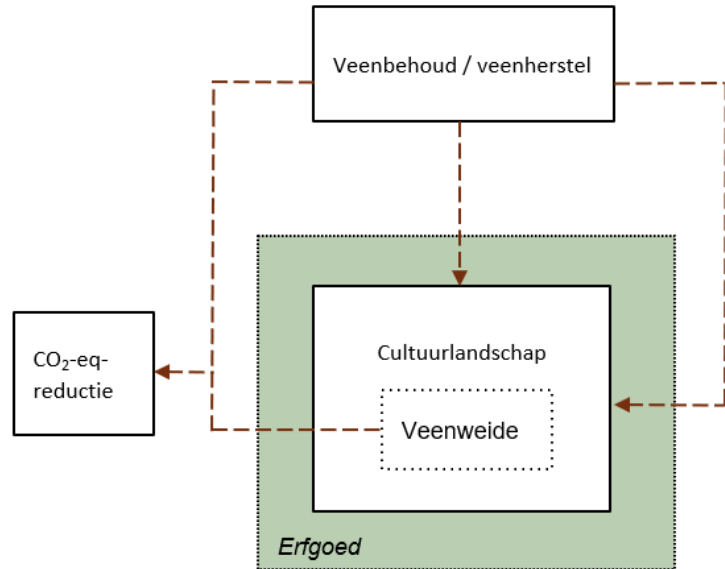 Veenbehoud / veenherstel
CO₂-eq-
reductie
Cultuurlandschap
Veenweide
Erfgoed